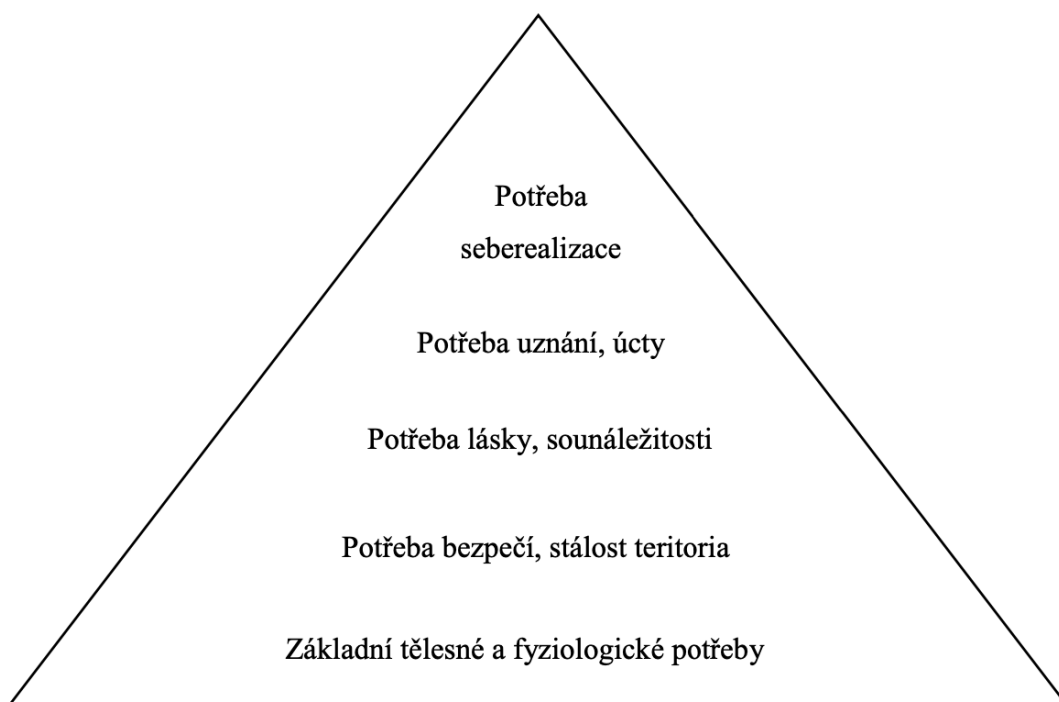 Potřeba
seberealizace
Potřeba uznání, úcty
Potřeba lásky, sounáležitosti
Potřeba bezpečí, stálost teritoria
Základní tělesné a fyziologické potřeby